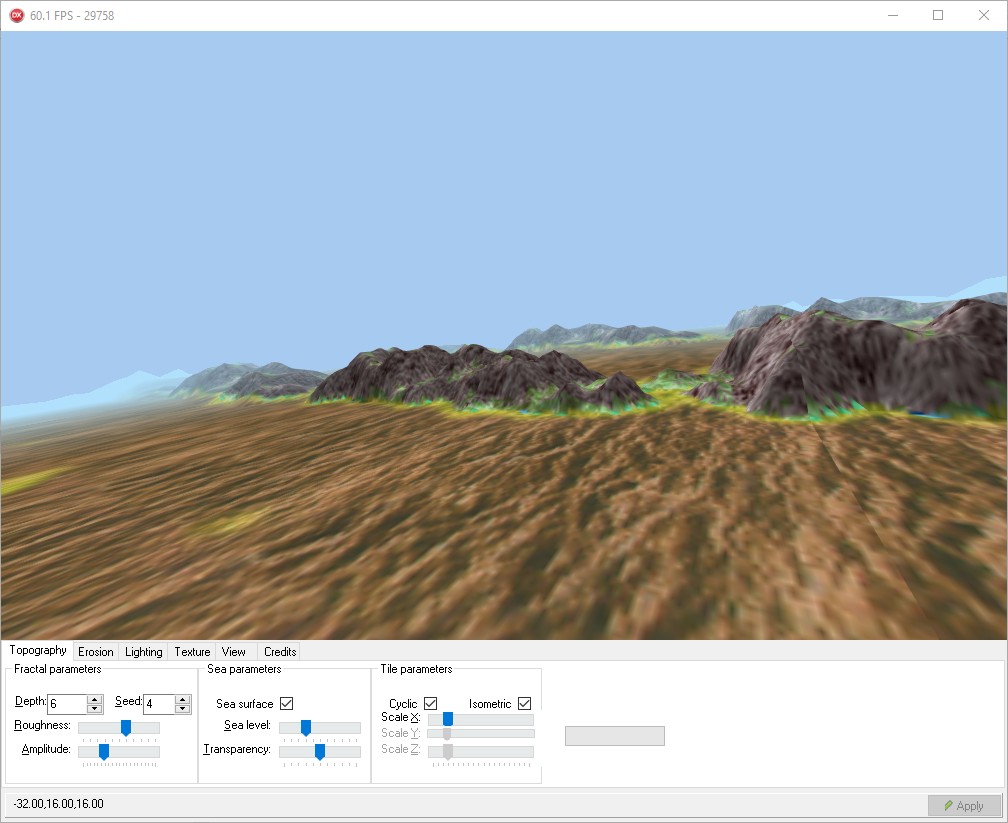 DX 60.1 FPS - 29758
Topography Erosion Lighting Texture View Credits
Fractal parameters Sea parameters Tile parameters
Depth: 6 Seed: 4 Sea surface Cyclic Isometric
Roughness: Sea level: Scale X:
Scale Y:
Amplitude: Transparency: Scale Z:
-32.00,16.00,16.00 Apply